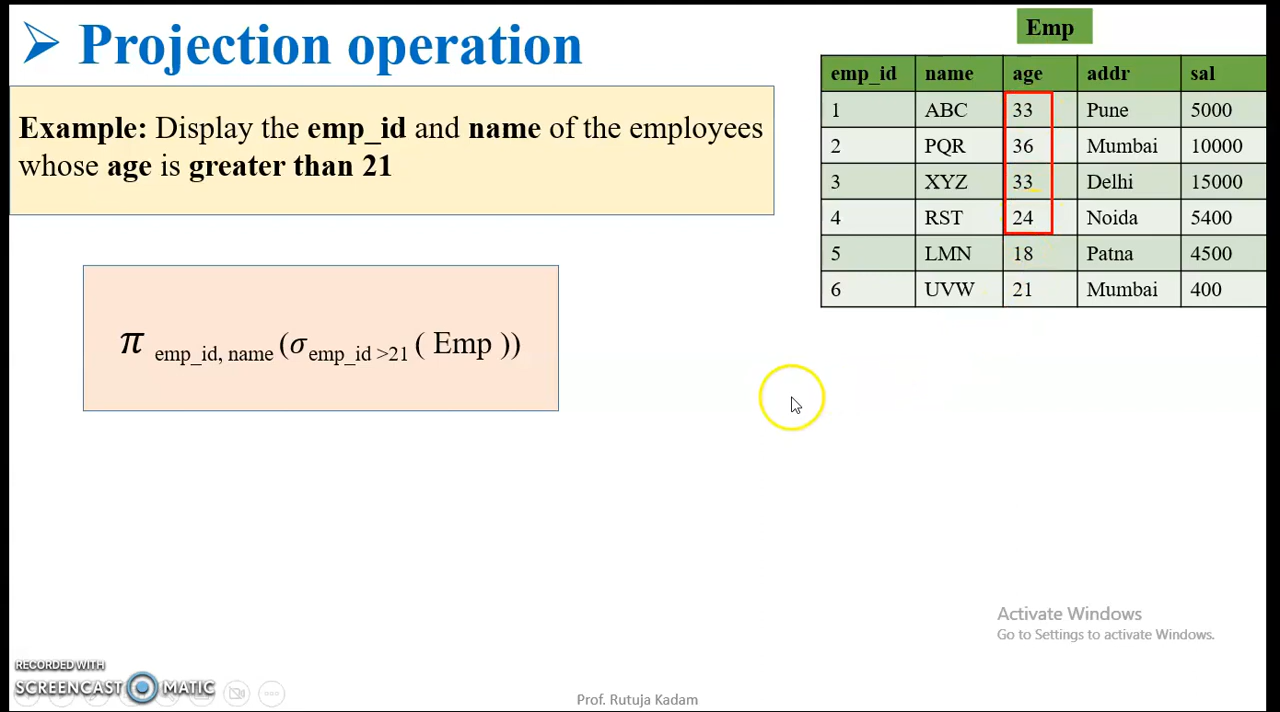 ➢ Projection operation
Example: Display the emp_id and name of the employees
whose age is greater than 21
π emp_id, name (σ emp_id >21 ( Emp ))
Emp
emp_id name age addr sal
1 ABC 33 Pune 5000
2 PQR 36 Mumbai 10000
3 XYZ 33 Delhi 15000
4 RST 24 Noida 5400
5 LMN 18 Patna 4500
6 UVW 21 Mumbai 400
Activate Windows
Go to Settings to activate Windows.
RECORDED WITH
SCREENCAST MATIC
Prof. Rutuja Kadam